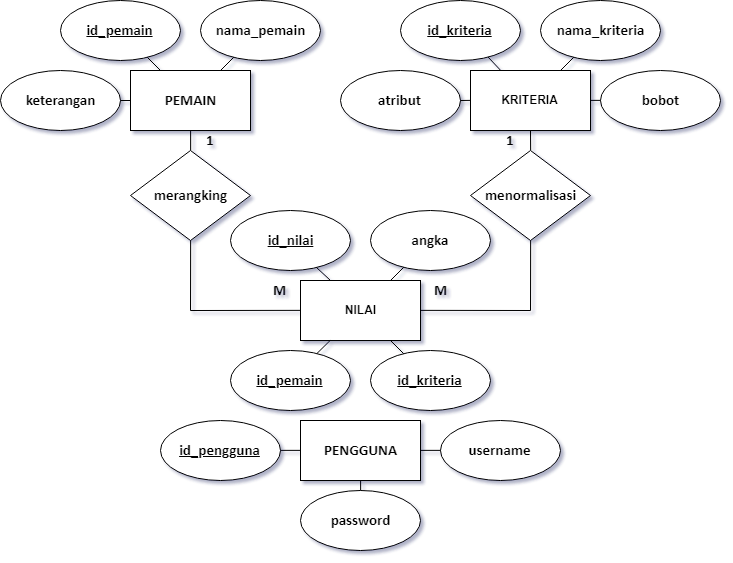 id_pemain
nama_pemain
id_kriteria
nama_kriteria
keterangan
PEMAIN
atribut
KRITERIA
bobot
1
1
merangking
menormalisasi
id_nilai
angka
M
M
NILAI
id_pemain
id_kriteria
id_pengguna
PENGGUNA
username
password